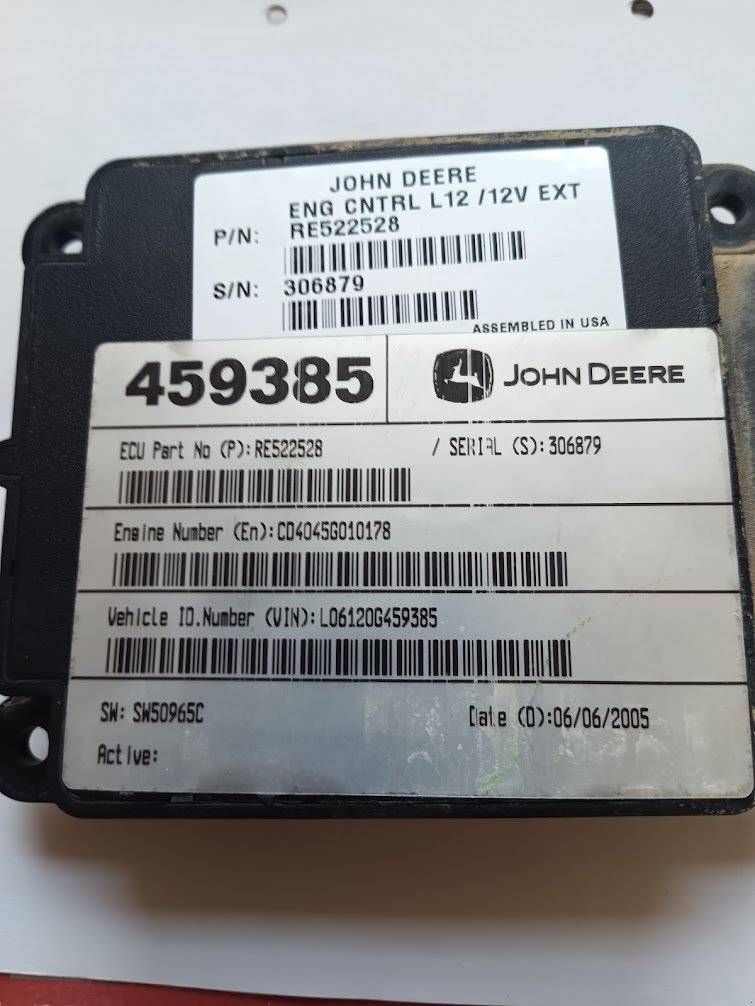 JOHN DEERE
ENG CNTRL L12 /12V EXT
P/N: RE522528
S/N: 306879
ASSEMBLED IN USA
459385 JOHN DEERE
ECU Part No (P): RE522528 / SERIAL (S): 306879
Engine Number (En): CD4045G010178
Vehicle ID.Number (VIN): L06120G459385
SW: SW50965C Date (D): 06/06/2005
Active: